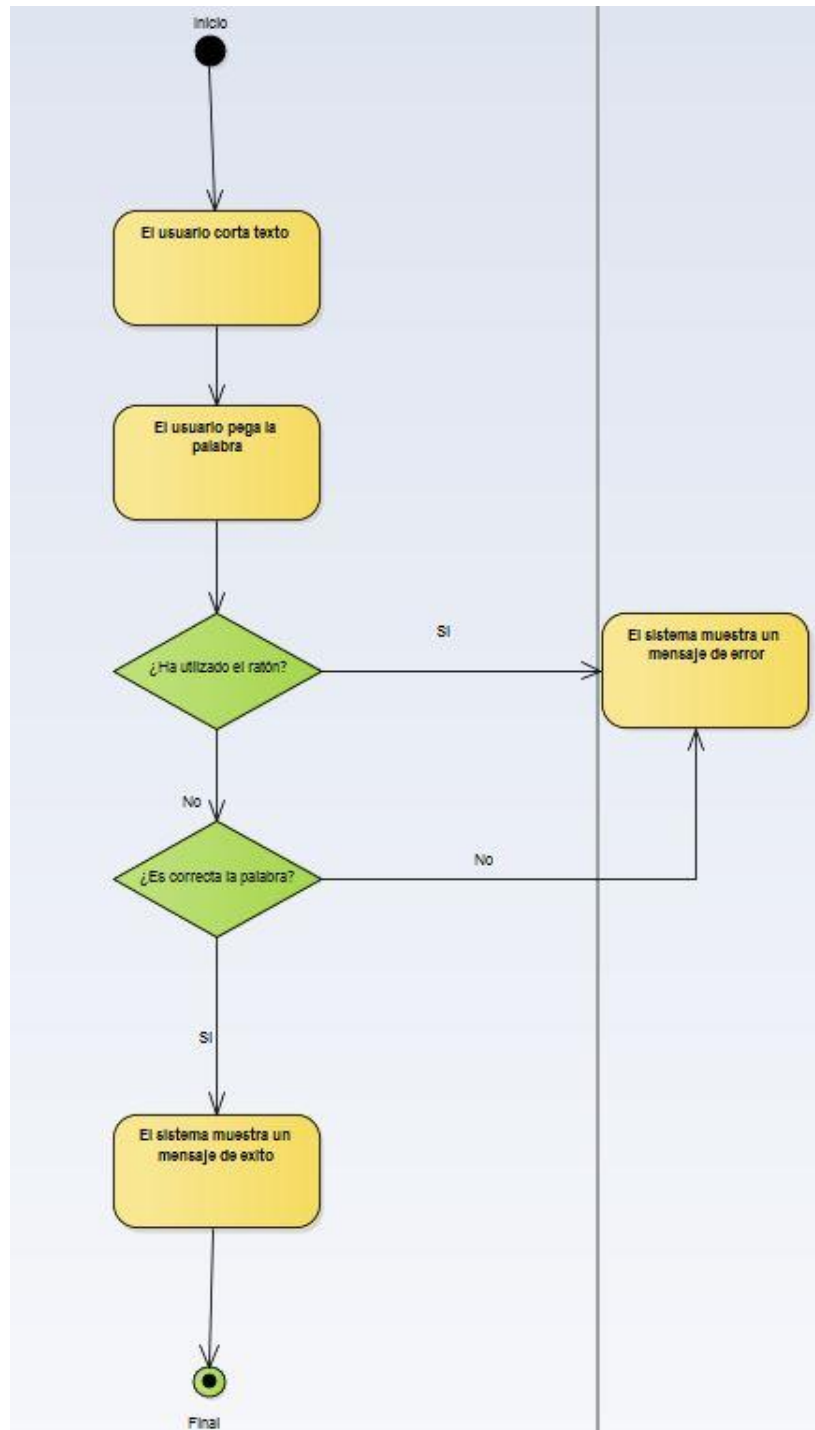 Inicio
El usuario corta texto
El usuario pega la
palabra
¿Ha utilizado el ratón?
Si
El sistema muestra un
mensaje de error
No
¿Es correcta la palabra?
No
Si
El sistema muestra un
mensaje de exito
Final